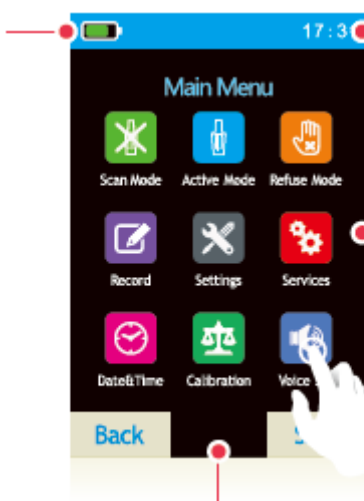 17:3
Main Menu
Scan Mode Active Mode Refuse Mode
Record Settings Services
Date&Time Calibration Voice
Back